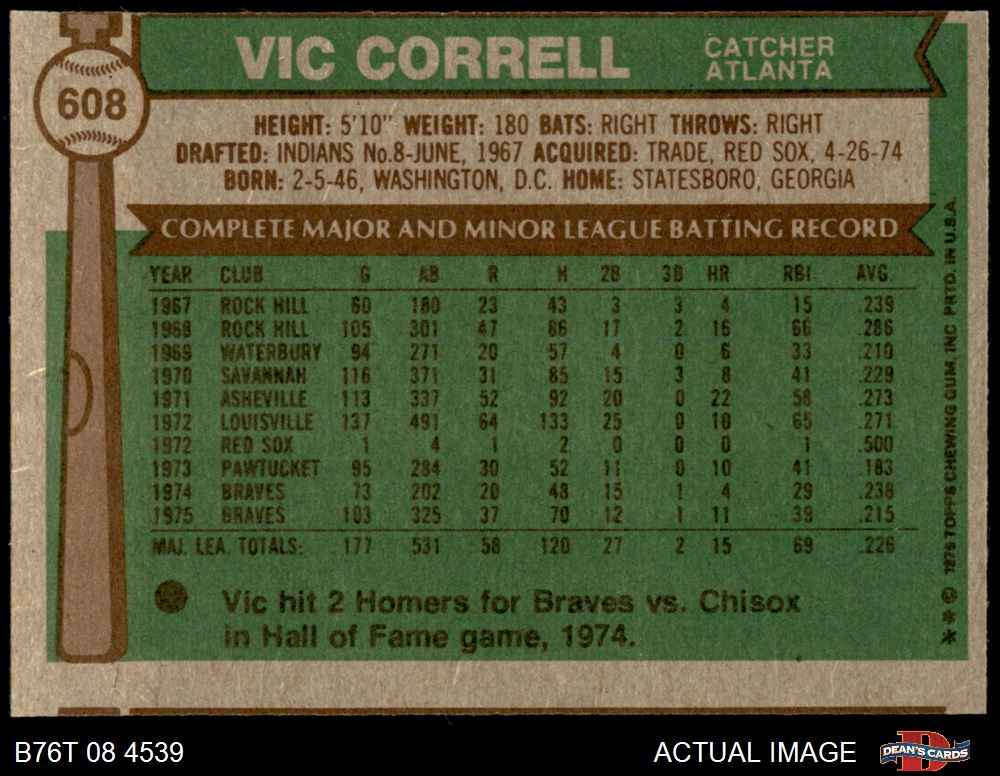 VIC CORRELL
CATCHER
ATLANTA
608
HEIGHT: 5'10" WEIGHT: 180 BATS: RIGHT THROWS: RIGHT
DRAFTED: INDIANS No.8-JUNE, 1967 ACQUIRED: TRADE, RED SOX, 4-26-74
BORN: 2-5-46, WASHINGTON, D.C. HOME: STATESBORO, GEORGIA
COMPLETE MAJOR AND MINOR LEAGUE BATTING RECORD
YEAR CLUB G AB R H 2B 3B HR RBI AVG.
1967 ROCK HILL 60 180 23 43 3 3 4 15 .239
1968 ROCK HILL 105 301 47 86 17 2 16 66 .286
1969 WATERBURY 94 271 20 57 4 0 6 33 .210
1970 SAVANNAH 116 371 31 85 15 3 8 41 .229
1971 ASHEVILLE 113 337 52 92 20 0 22 58 .273
1972 LOUISVILLE 137 491 64 133 25 0 18 65 .271
1972 RED SOX 1 4 1 2 0 0 0 1 .500
1973 PAWTUCKET 95 284 30 52 11 0 10 41 .183
1974 BRAVES 73 202 20 48 15 1 4 29 .238
1975 BRAVES 103 325 37 70 12 1 11 39 .215
MAJ. LEA. TOTALS: 177 531 58 120 27 2 15 69 .226
Vic hit 2 Homers for Braves vs. Chisox
in Hall of Fame game, 1974.
** © 1976 TOPPS CHEWING GUM, INC PRTD. IN U.S.A.
B76T 08 4539
ACTUAL IMAGE
D
DEAN'S CARDS